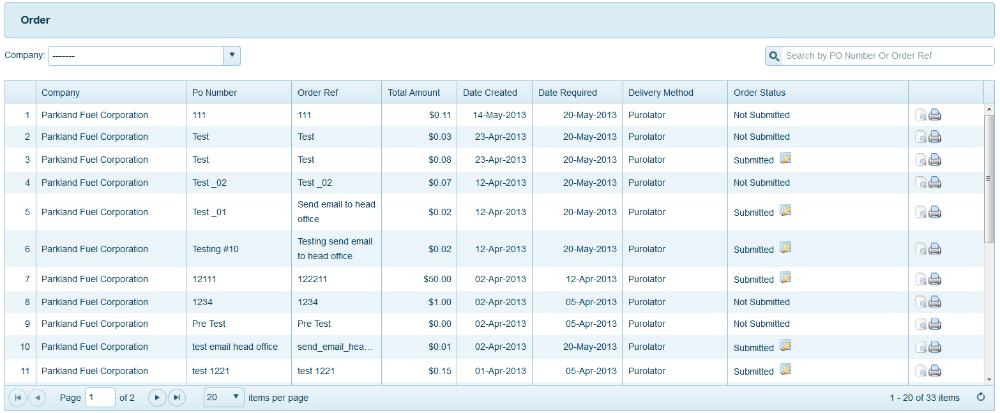 Order
Company: -------
Search by PO Number Or Order Ref
Company Po Number Order Ref Total Amount Date Created Date Required Delivery Method Order Status
1 Parkland Fuel Corporation 111 111 $0.11 14-May-2013 20-May-2013 Purolator Not Submitted
2 Parkland Fuel Corporation Test Test $0.03 23-Apr-2013 20-May-2013 Purolator Not Submitted
3 Parkland Fuel Corporation Test Test $0.08 23-Apr-2013 20-May-2013 Purolator Submitted
4 Parkland Fuel Corporation Test _02 Test _02 $0.07 12-Apr-2013 20-May-2013 Purolator Not Submitted
5 Parkland Fuel Corporation Test _01 Send email to head
office $0.02 12-Apr-2013 20-May-2013 Purolator Submitted
6 Parkland Fuel Corporation Testing #10 Testing send email
to head office $0.02 12-Apr-2013 20-May-2013 Purolator Submitted
7 Parkland Fuel Corporation 12111 122211 $50.00 02-Apr-2013 12-Apr-2013 Purolator Submitted
8 Parkland Fuel Corporation 1234 1234 $1.00 02-Apr-2013 05-Apr-2013 Purolator Not Submitted
9 Parkland Fuel Corporation Pre Test Pre Test $0.00 02-Apr-2013 05-Apr-2013 Purolator Not Submitted
10 Parkland Fuel Corporation test email head office send_email_hea... $0.01 02-Apr-2013 20-May-2013 Purolator Submitted
11 Parkland Fuel Corporation test 1221 test 1221 $0.15 01-Apr-2013 05-Apr-2013 Purolator Submitted
Page 1 of 2 20 items per page 1 - 20 of 33 items